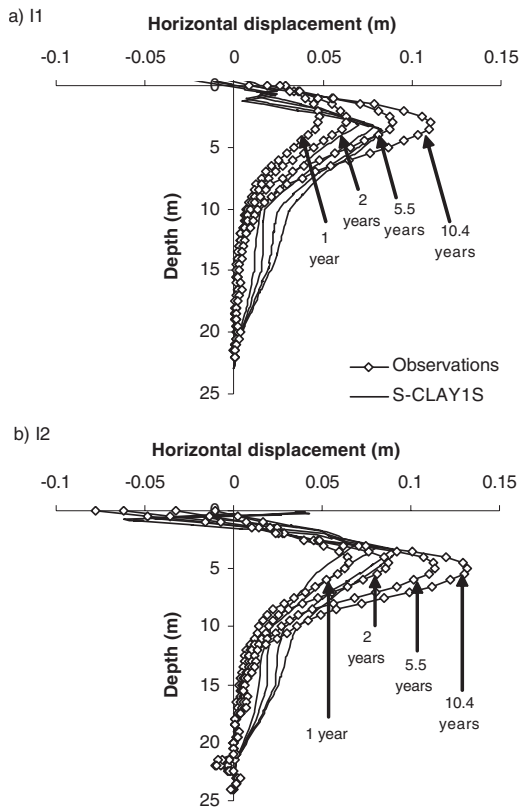 a) I1
Horizontal displacement (m)
-0.1 -0.05 0 0.05 0.1 0.15
0
5
10
15
20
25
Depth (m)
1
year
2
years
5.5
years
10.4
years
Observations
S-CLAY1S
b) I2
Horizontal displacement (m)
-0.1 -0.05 0 0.05 0.1 0.15
0
5
10
15
20
25
Depth (m)
1 year
2
years
5.5
years
10.4
years